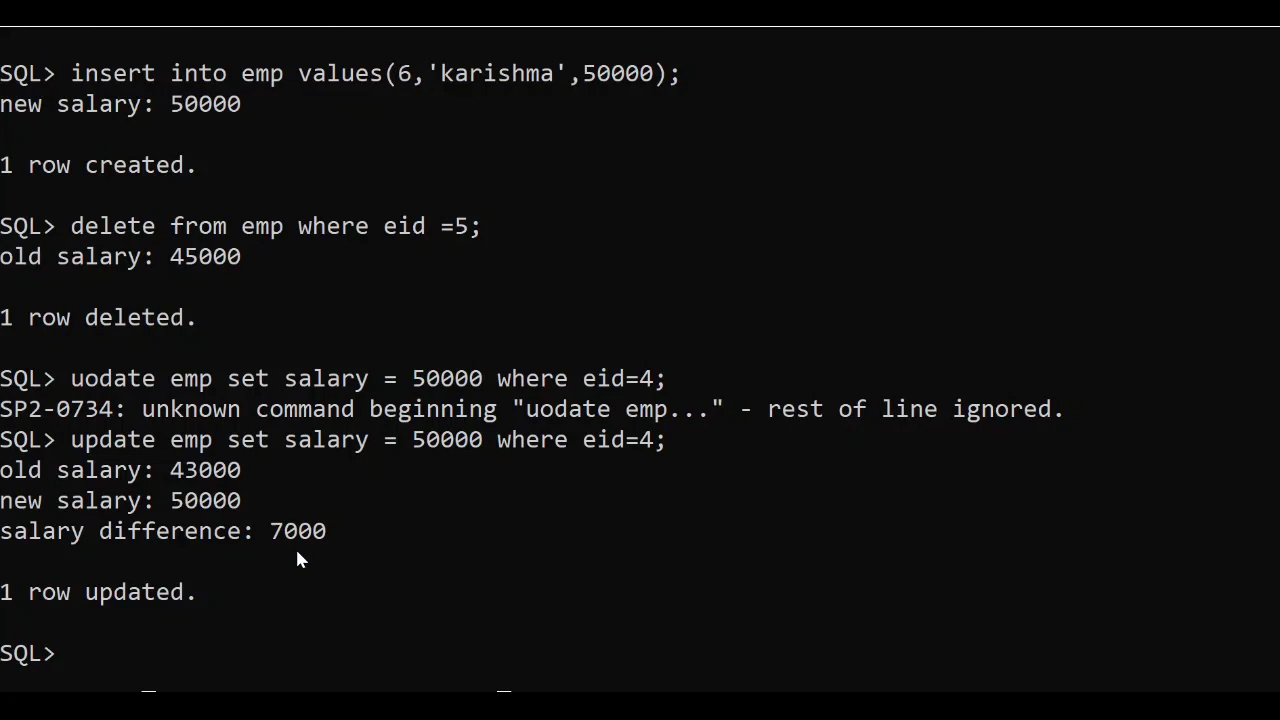 SQL> insert into emp values(6,'karishma',50000);
new salary: 50000
1 row created.
SQL> delete from emp where eid =5;
old salary: 45000
1 row deleted.
SQL> uodate emp set salary = 50000 where eid=4;
SP2-0734: unknown command beginning "uodate emp..." - rest of line ignored.
SQL> update emp set salary = 50000 where eid=4;
old salary: 43000
new salary: 50000
salary difference: 7000
1 row updated.
SQL>